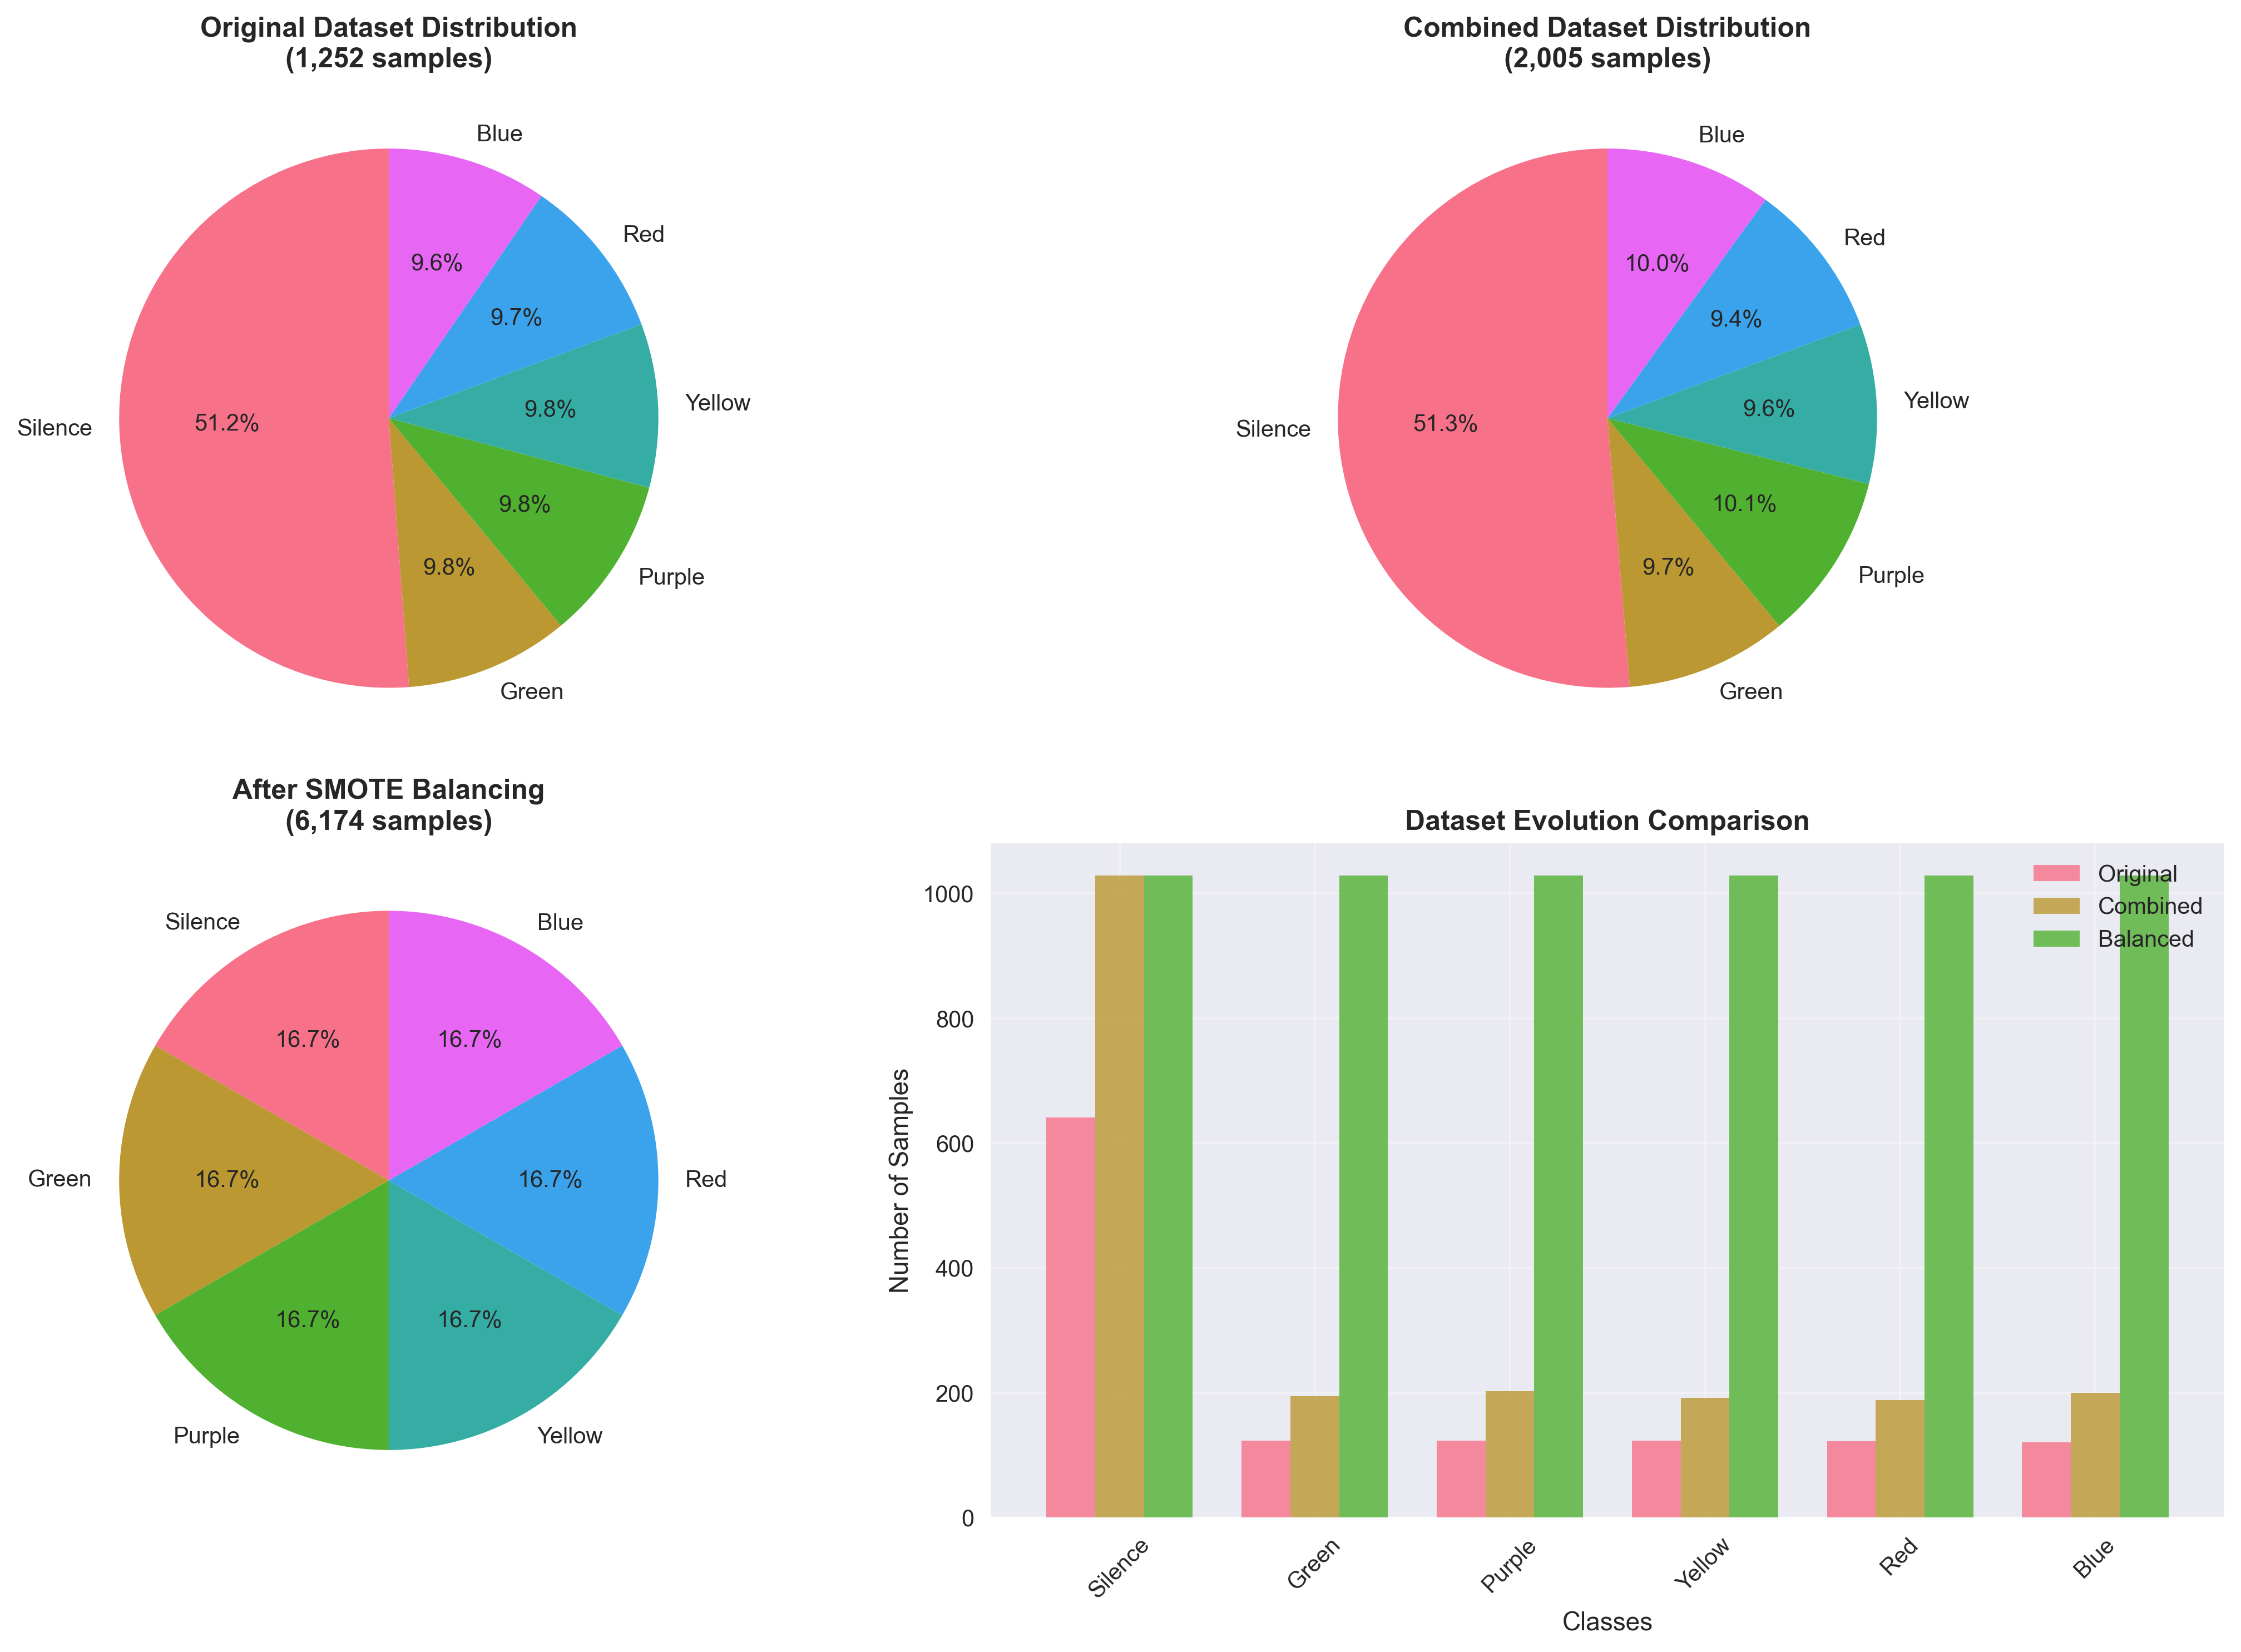 Original Dataset Distribution
(1,252 samples)
Blue
Red
Yellow
Purple
Green
Silence
9.6%
9.7%
9.8%
9.8%
9.8%
51.2%
Combined Dataset Distribution
(2,005 samples)
Blue
Red
Yellow
Purple
Green
Silence
10.0%
9.4%
9.6%
10.1%
9.7%
51.3%
After SMOTE Balancing
(6,174 samples)
Silence
Blue
Green
Red
Purple
Yellow
16.7%
16.7%
16.7%
16.7%
16.7%
16.7%
Dataset Evolution Comparison
Original
Combined
Balanced
Number of Samples
1000
800
600
400
200
0
Silence
Green
Purple
Yellow
Red
Blue
Classes